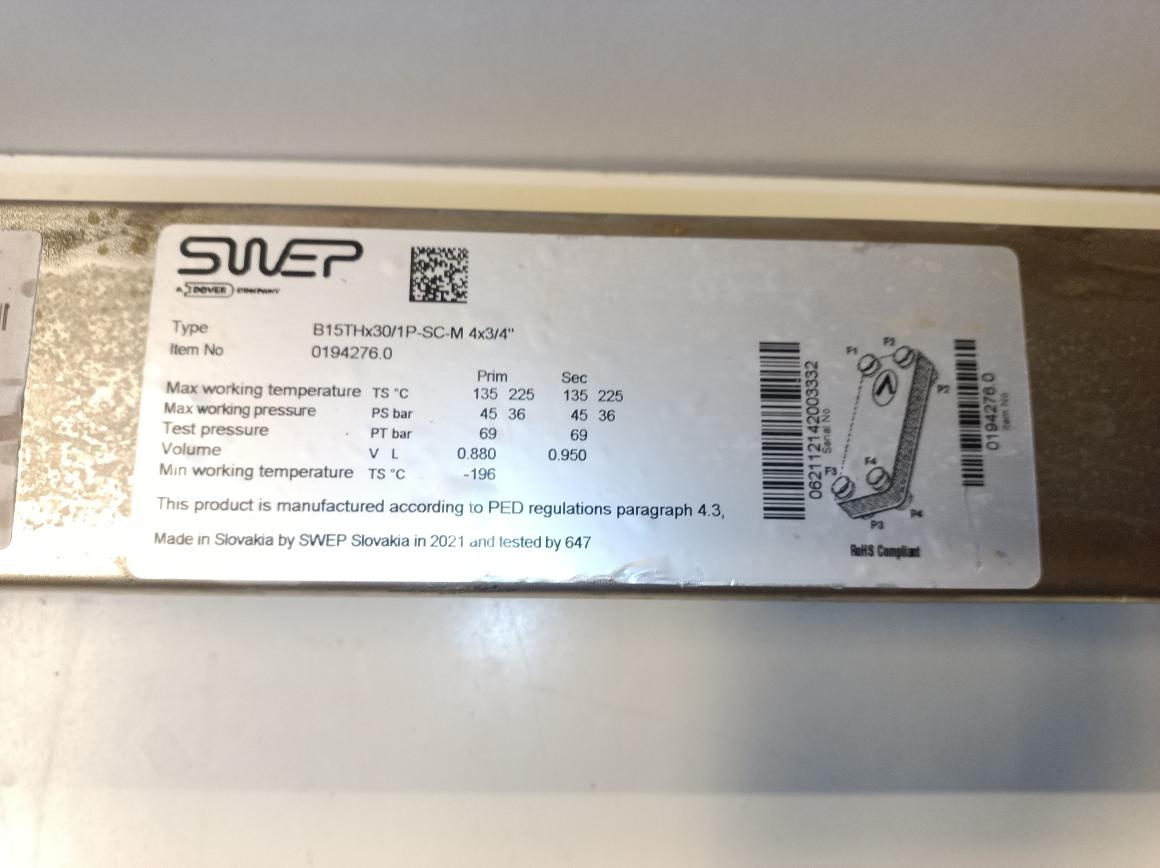 SWEP
A DOVER COMPANY
Type B15THx30/1P-SC-M 4x3/4"
Item No 0194276.0
Prim Sec
Max working temperature TS °C 135 225 135 225
Max working pressure PS bar 45 36 45 36
Test pressure PT bar 69 69
Volume V L 0.880 0.950
Min working temperature TS °C -196
This product is manufactured according to PED regulations paragraph 4.3,
Made in Slovakia by SWEP Slovakia in 2021 and tested by 647
062112142003332
Serial No
F1 F2
P2
F3 F4
P4
P3
RoHS Compliant
0194276.0
Item No